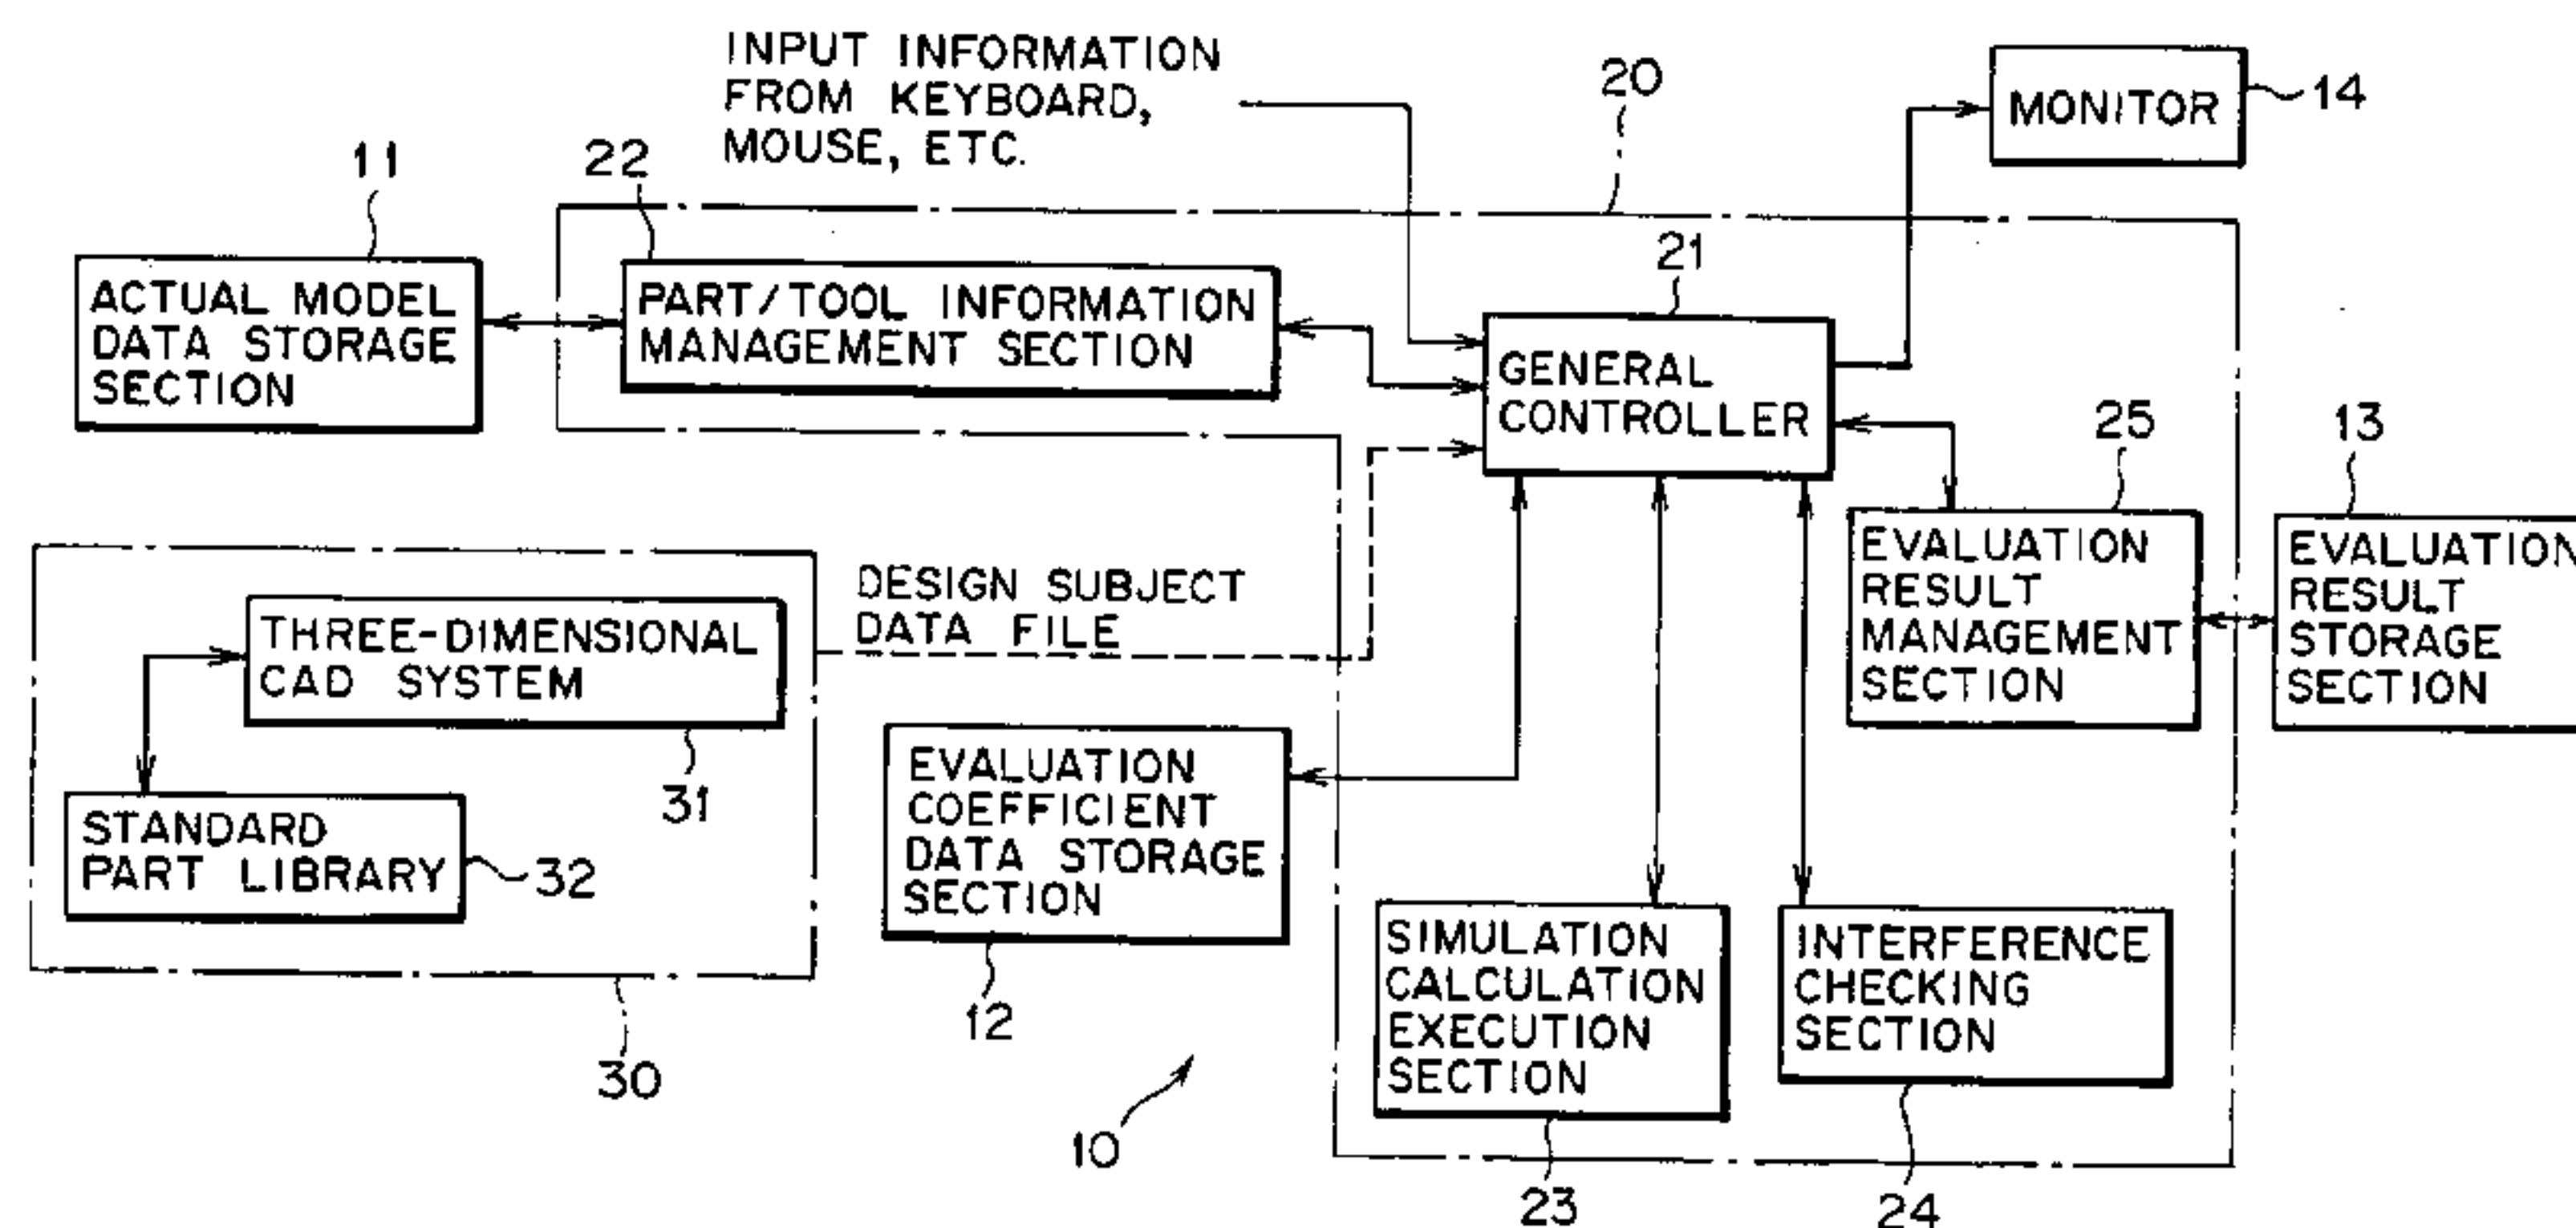 INPUT INFORMATION
FROM KEYBOARD,
MOUSE, ETC.
20
MONITOR
14
11
22
21
ACTUAL MODEL
DATA STORAGE
SECTION
PART/TOOL INFORMATION
MANAGEMENT SECTION
GENERAL
CONTROLLER
25
13
DESIGN SUBJECT
DATA FILE
EVALUATION
RESULT
MANAGEMENT
SECTION
EVALUATION
RESULT
STORAGE
SECTION
THREE-DIMENSIONAL
CAD SYSTEM
31
STANDARD
PART LIBRARY
32
30
EVALUATION
COEFFICIENT
DATA STORAGE
SECTION
12
10
SIMULATION
CALCULATION
EXECUTION
SECTION
23
INTERFERENCE
CHECKING
SECTION
24